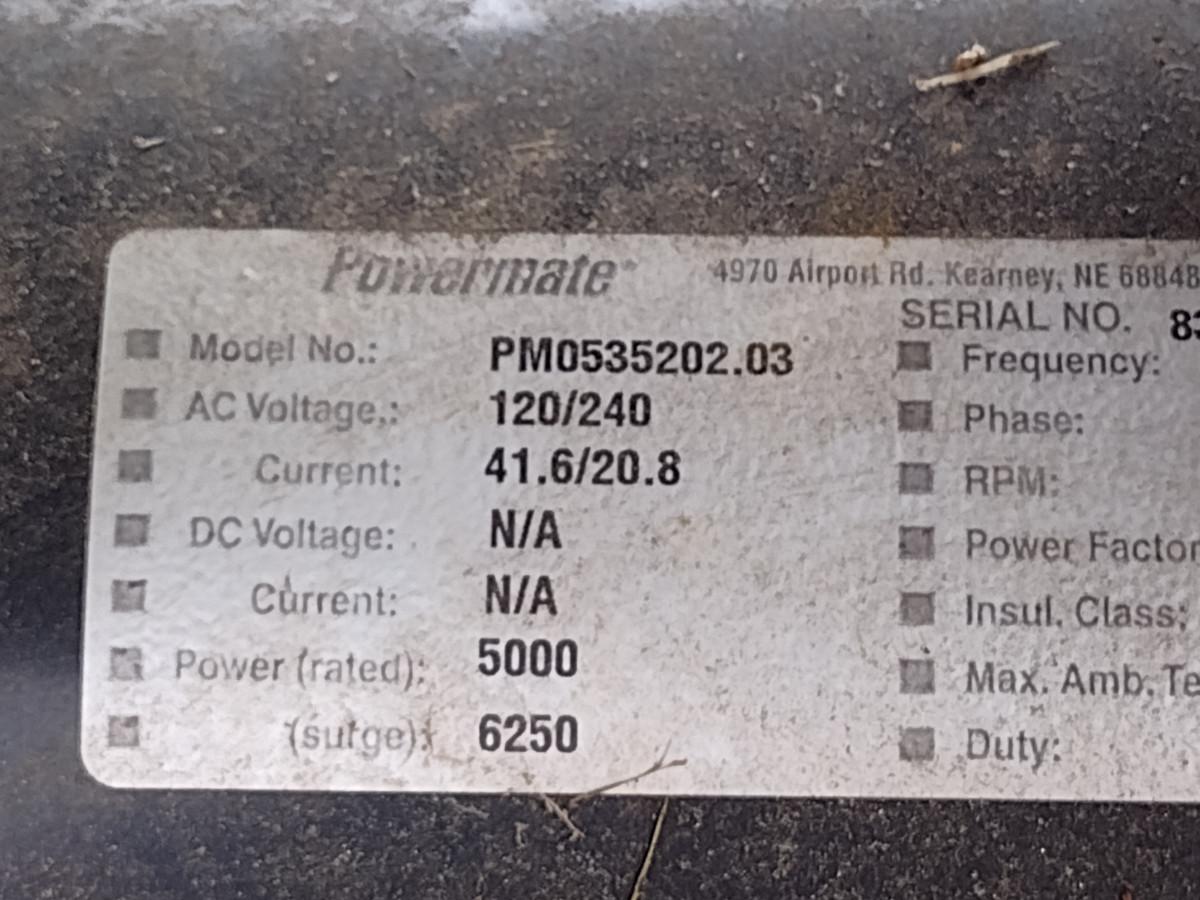 Powermate 4970 Airport Rd. Kearney, NE 68848
SERIAL NO.
Model No.: PM0535202.03 Frequency:
AC Voltage.: 120/240 Phase:
Current: 41.6/20.8 RPM:
DC Voltage: N/A Power Factor
Current: N/A Insul. Class:
Power (rated): 5000 Max. Amb. Te
(surge): 6250 Duty: